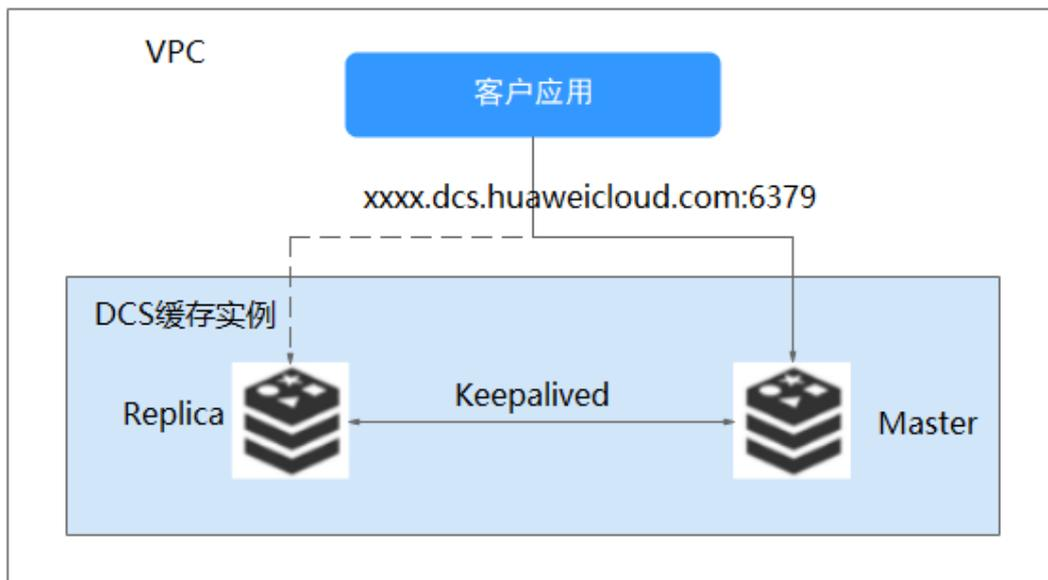 VPC
客户应用
xxxx.dcs.huaweicloud.com:6379
DCS缓存实例
Keepalived
Replica
Master